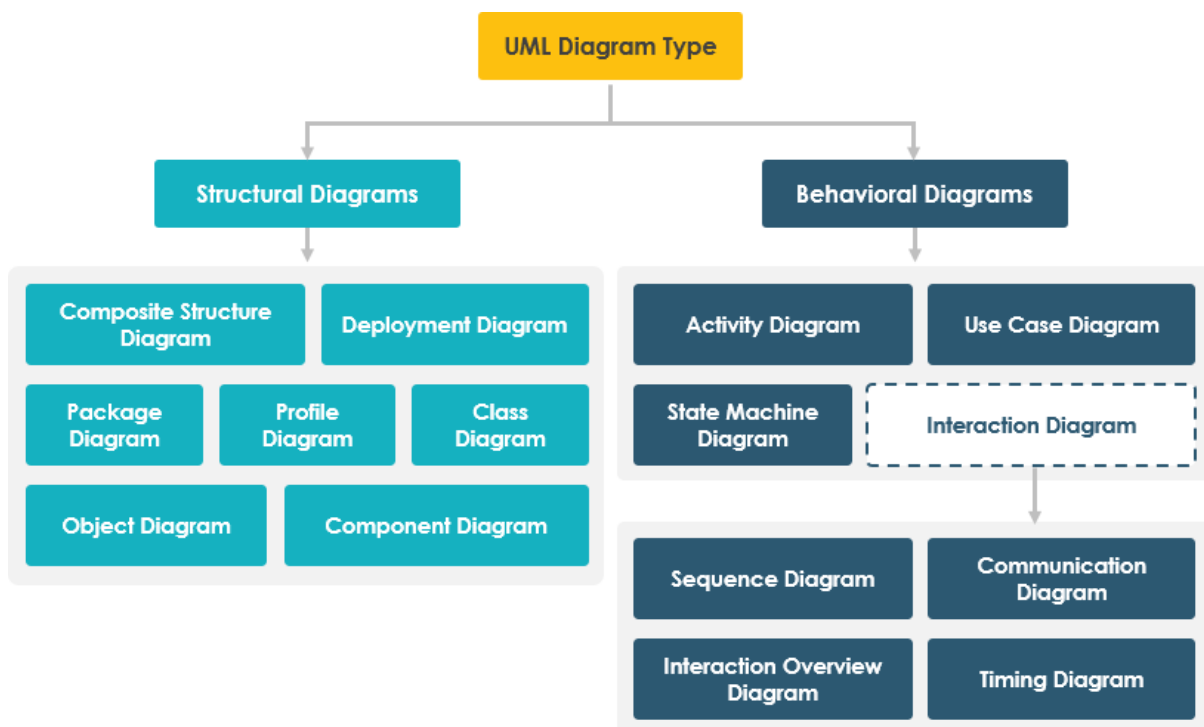 UML Diagram Type
Structural Diagrams
Behavioral Diagrams
Composite Structure
Diagram
Deployment Diagram
Package
Diagram
Profile
Diagram
Class
Diagram
Object Diagram
Component Diagram
Activity Diagram
Use Case Diagram
State Machine
Diagram
Interaction Diagram
Sequence Diagram
Communication
Diagram
Interaction Overview
Diagram
Timing Diagram